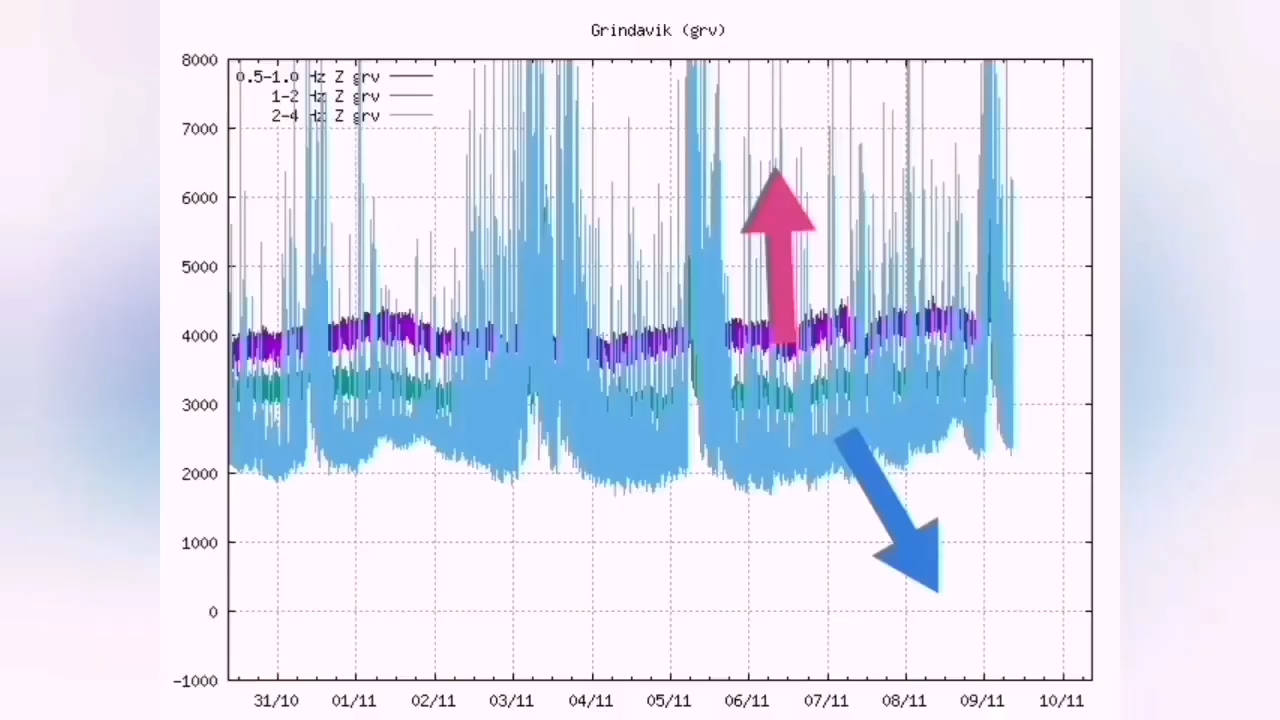 Grindavik (grv)
8000
0.5-1.0 Hz Z grv
1-2 Hz Z grv
2-4 Hz Z grv
7000
6000
5000
4000
3000
2000
1000
0
-1000
31/10 01/11 02/11 03/11 04/11 05/11 06/11 07/11 08/11 09/11 10/11